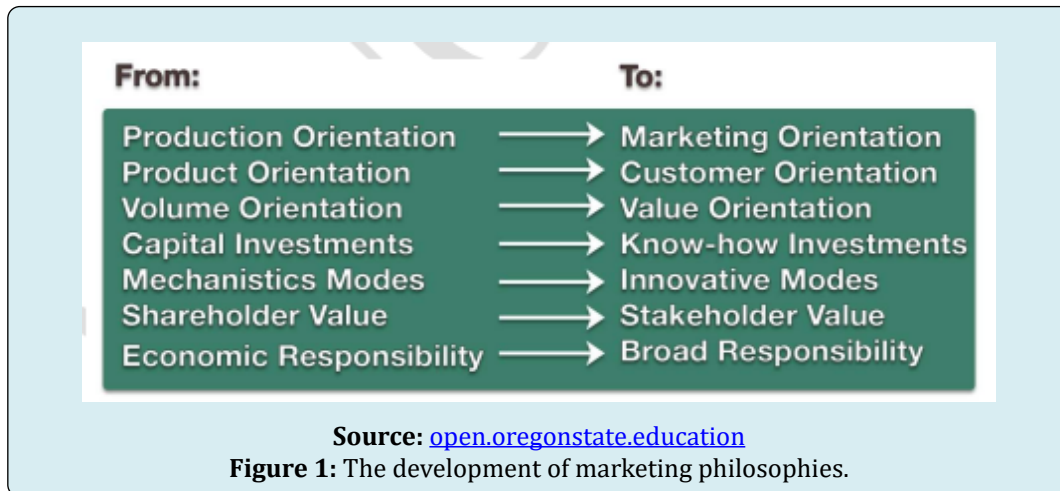 From: To:
Production Orientation Marketing Orientation
Product Orientation Customer Orientation
Volume Orientation Value Orientation
Capital Investments Know-how Investments
Mechanistics Modes Innovative Modes
Shareholder Value Stakeholder Value
Economic Responsibility Broad Responsibility
Source: open.oregonstate.education
Figure 1: The development of marketing philosophies.